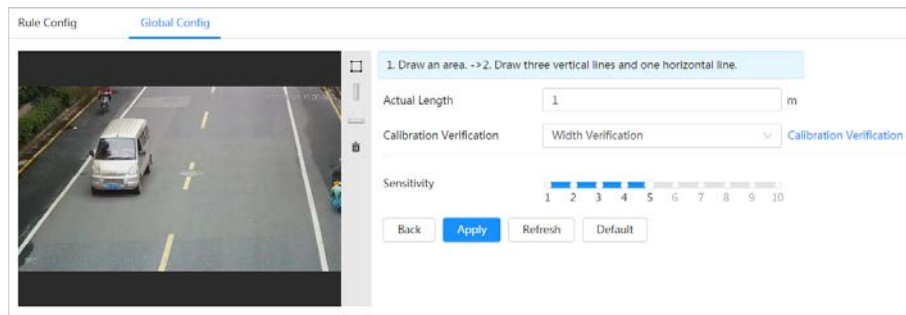 Rule Config
Global Config
1. Draw an area. ->2. Draw three vertical lines and one horizontal line.
Actual Length 1 m
Calibration Verification Width Verification Calibration Verification
Sensitivity
1 2 3 4 5 6 7 8 9 10
Back Apply Refresh Default